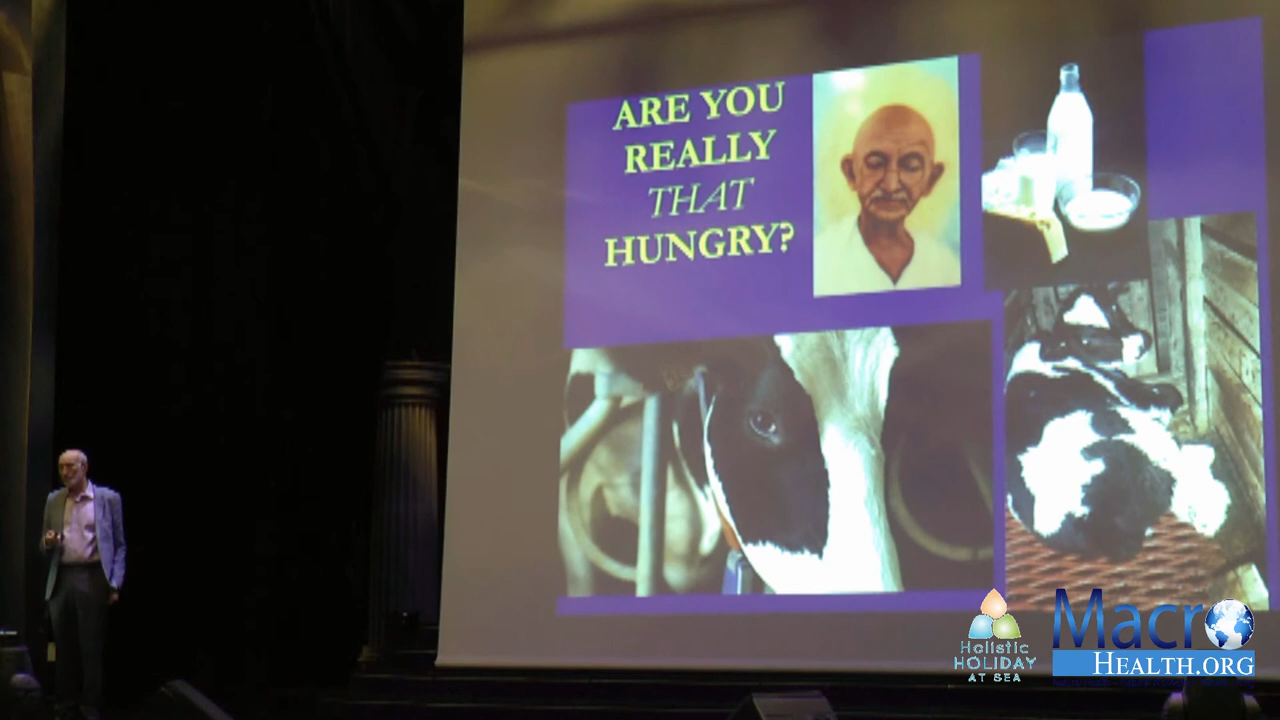 ARE YOU
REALLY
THAT
HUNGRY?
Holistic
HOLIDAY
AT SEA
Macro
HEALTH.ORG